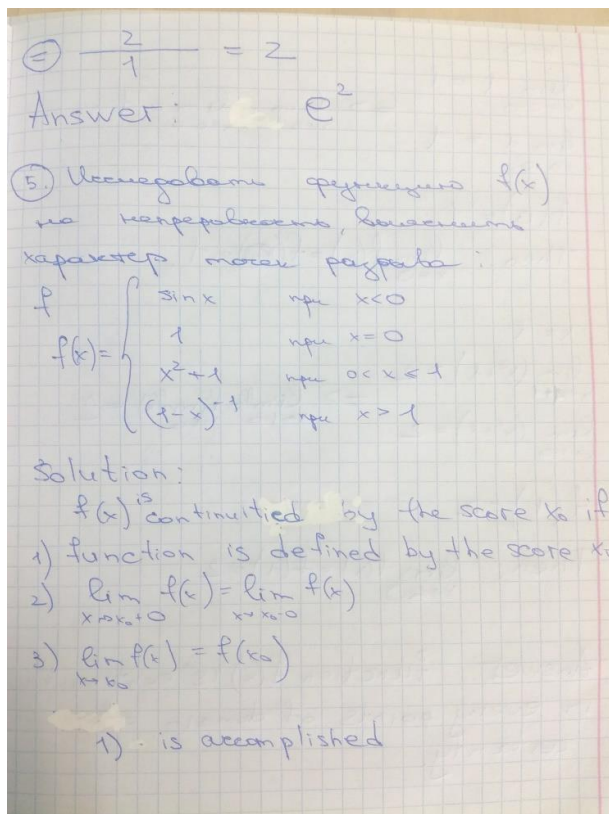 = 2/1 = 2
Answer: e²
5. Исследовать функцию f(x)
на непрерывность, выяснить
характер точек разрыва:
f
sinx при x<0
f(x)= 1 при x=0
x²+1 при 0<x≤1
(1-x)⁻¹ при x>1
Solution:
f(x) is continuitied by the score x₀ if
1) function is defined by the score x₀
2) lim x→x₀+0 f(x) = lim x→x₀-0 f(x)
3) lim x→x₀ f(x) = f(x₀)
1) is accomplished